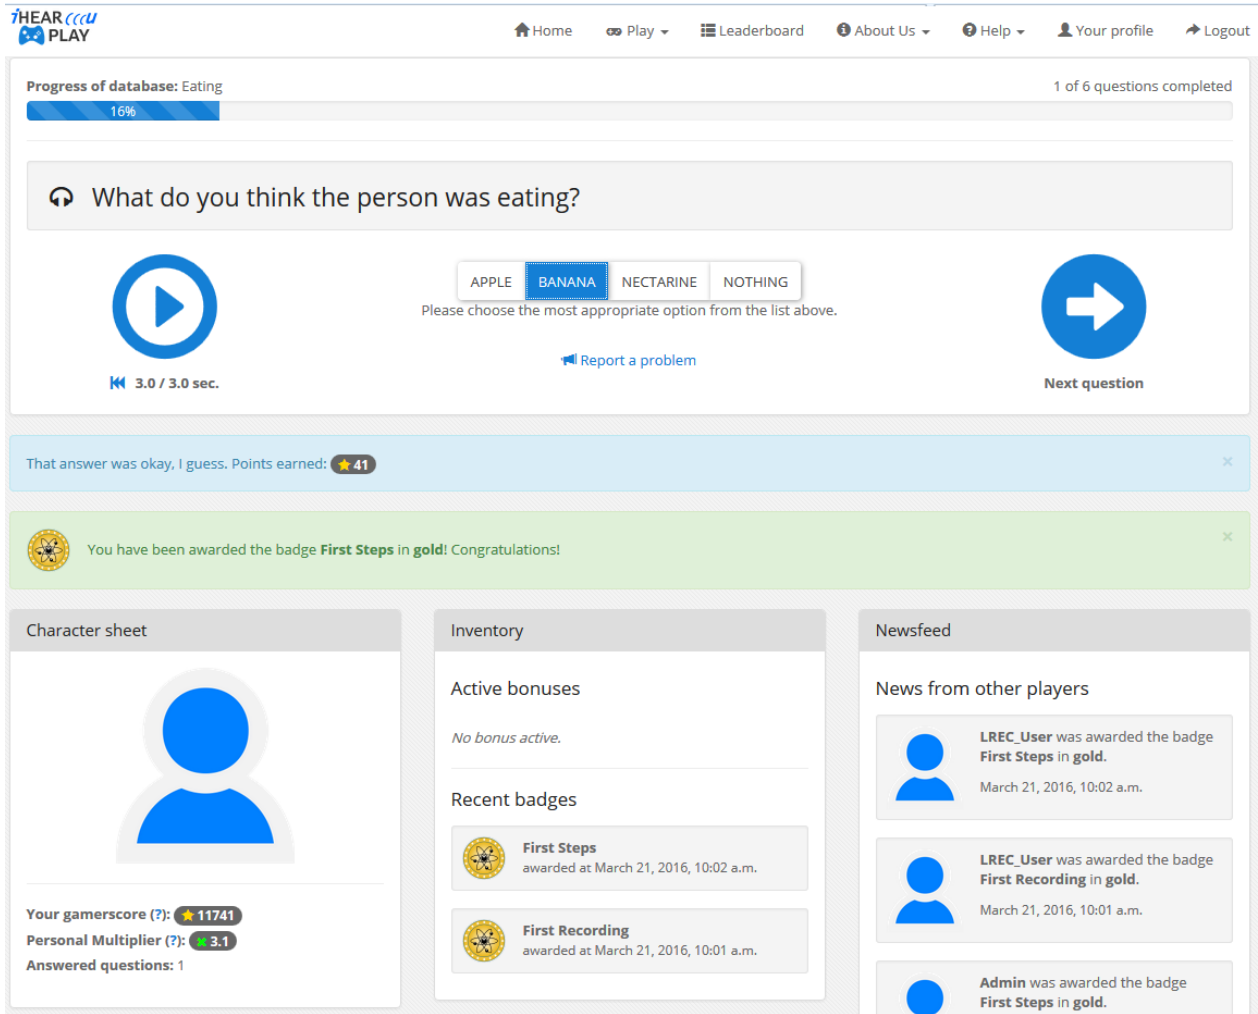 iHEAR
PLAY
Home Play Leaderboard About Us Help Your profile Logout
Progress of database: Eating 1 of 6 questions completed
16%
What do you think the person was eating?
APPLE BANANA NECTARINE NOTHING
Please choose the most appropriate option from the list above.
Report a problem
3.0 / 3.0 sec. Next question
That answer was okay, I guess. Points earned: 41 ×
You have been awarded the badge First Steps in gold! Congratulations! ×
Character sheet
Your gamerscore (?): 11741
Personal Multiplier (?): 3.1
Answered questions: 1
Inventory
Active bonuses
No bonus active.
Recent badges
First Steps
awarded at March 21, 2016, 10:02 a.m.
First Recording
awarded at March 21, 2016, 10:01 a.m.
Newsfeed
News from other players
LREC_User was awarded the badge
First Steps in gold.
March 21, 2016, 10:02 a.m.
LREC_User was awarded the badge
First Recording in gold.
March 21, 2016, 10:01 a.m.
Admin was awarded the badge
First Steps in gold.